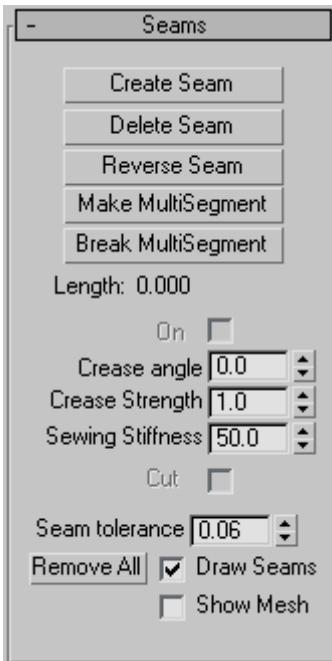 - Seams
Create Seam
Delete Seam
Reverse Seam
Make MultiSegment
Break MultiSegment
Length: 0.000
On
Crease angle 0.0
Crease Strength 1.0
Sewing Stiffness 50.0
Cut
Seam tolerance 0.06
Remove All Draw Seams
Show Mesh